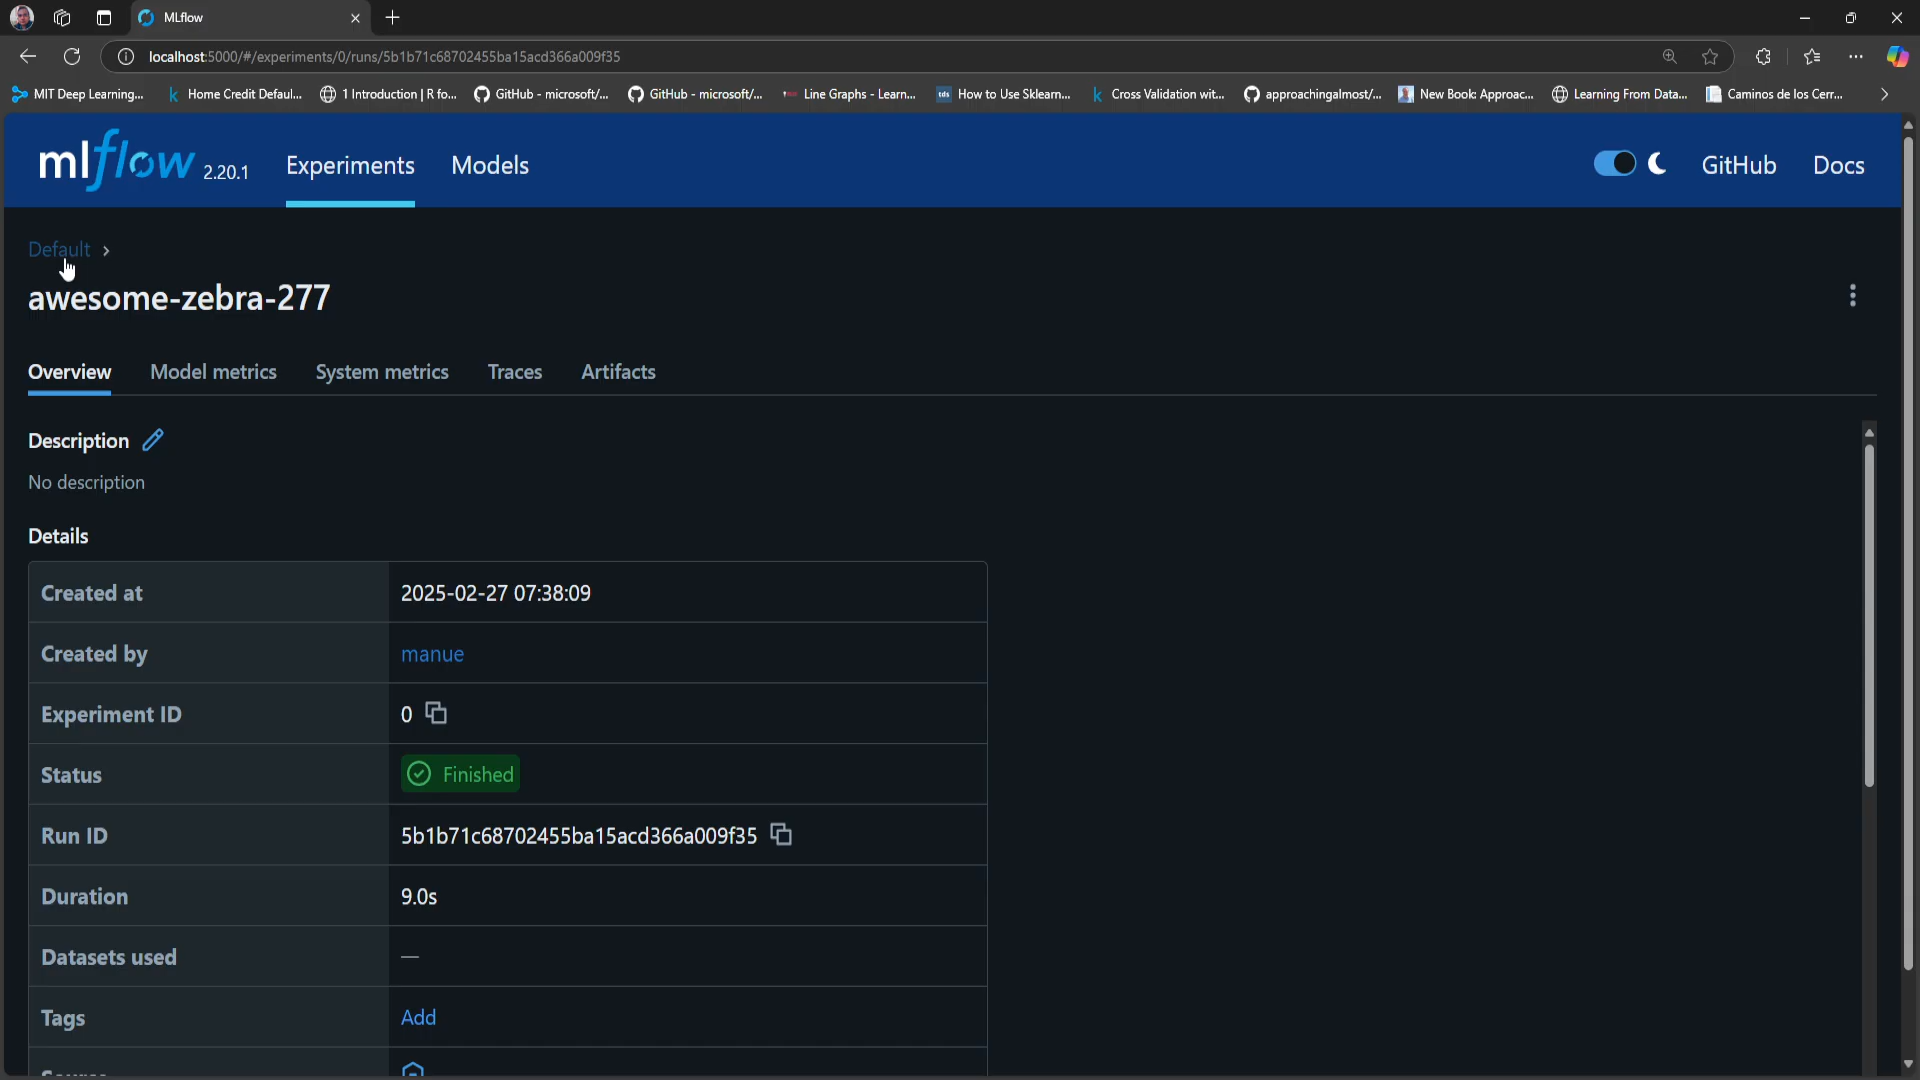 MLflow
localhost:5000/#/experiments/0/runs/5b1b71c68702455ba15acd366a009f35
MIT Deep Learning... Home Credit Defaul... 1 Introduction | R fo... GitHub - microsoft/... GitHub - microsoft/... Line Graphs - Learn... tds How to Use Sklearn... Cross Validation wit... approachingalmost/... New Book: Approac... Learning From Data... Caminos de los Cerr...
mlflow 2.20.1 Experiments Models GitHub Docs
Default
awesome-zebra-277
Overview Model metrics System metrics Traces Artifacts
Description
No description
Details
Created at 2025-02-27 07:38:09
Created by manue
Experiment ID 0
Status Finished
Run ID 5b1b71c68702455ba15acd366a009f35
Duration 9.0s
Datasets used —
Tags Add